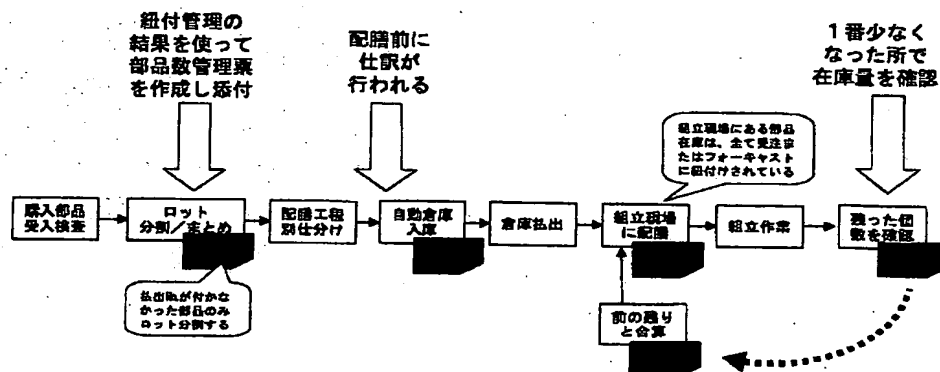 紐付管理の
結果を使って
部品数管理票
を作成し添付
配膳前に
仕訳が
行われる
1番少なく
なった所で
在庫量を確認
組立現場にある部品
在庫は、全て受注ま
たはフォーキャスト
に紐付けされている
購入部品
受入検査
ロット
分割/まとめ
配膳工程
別仕分け
自動倉庫
入庫
倉庫払出
組立現場
に配膳
組立作業
残った個
数を確認
払出 が付かな
かった部品のみ
ロット分割する
前の残り
と合算